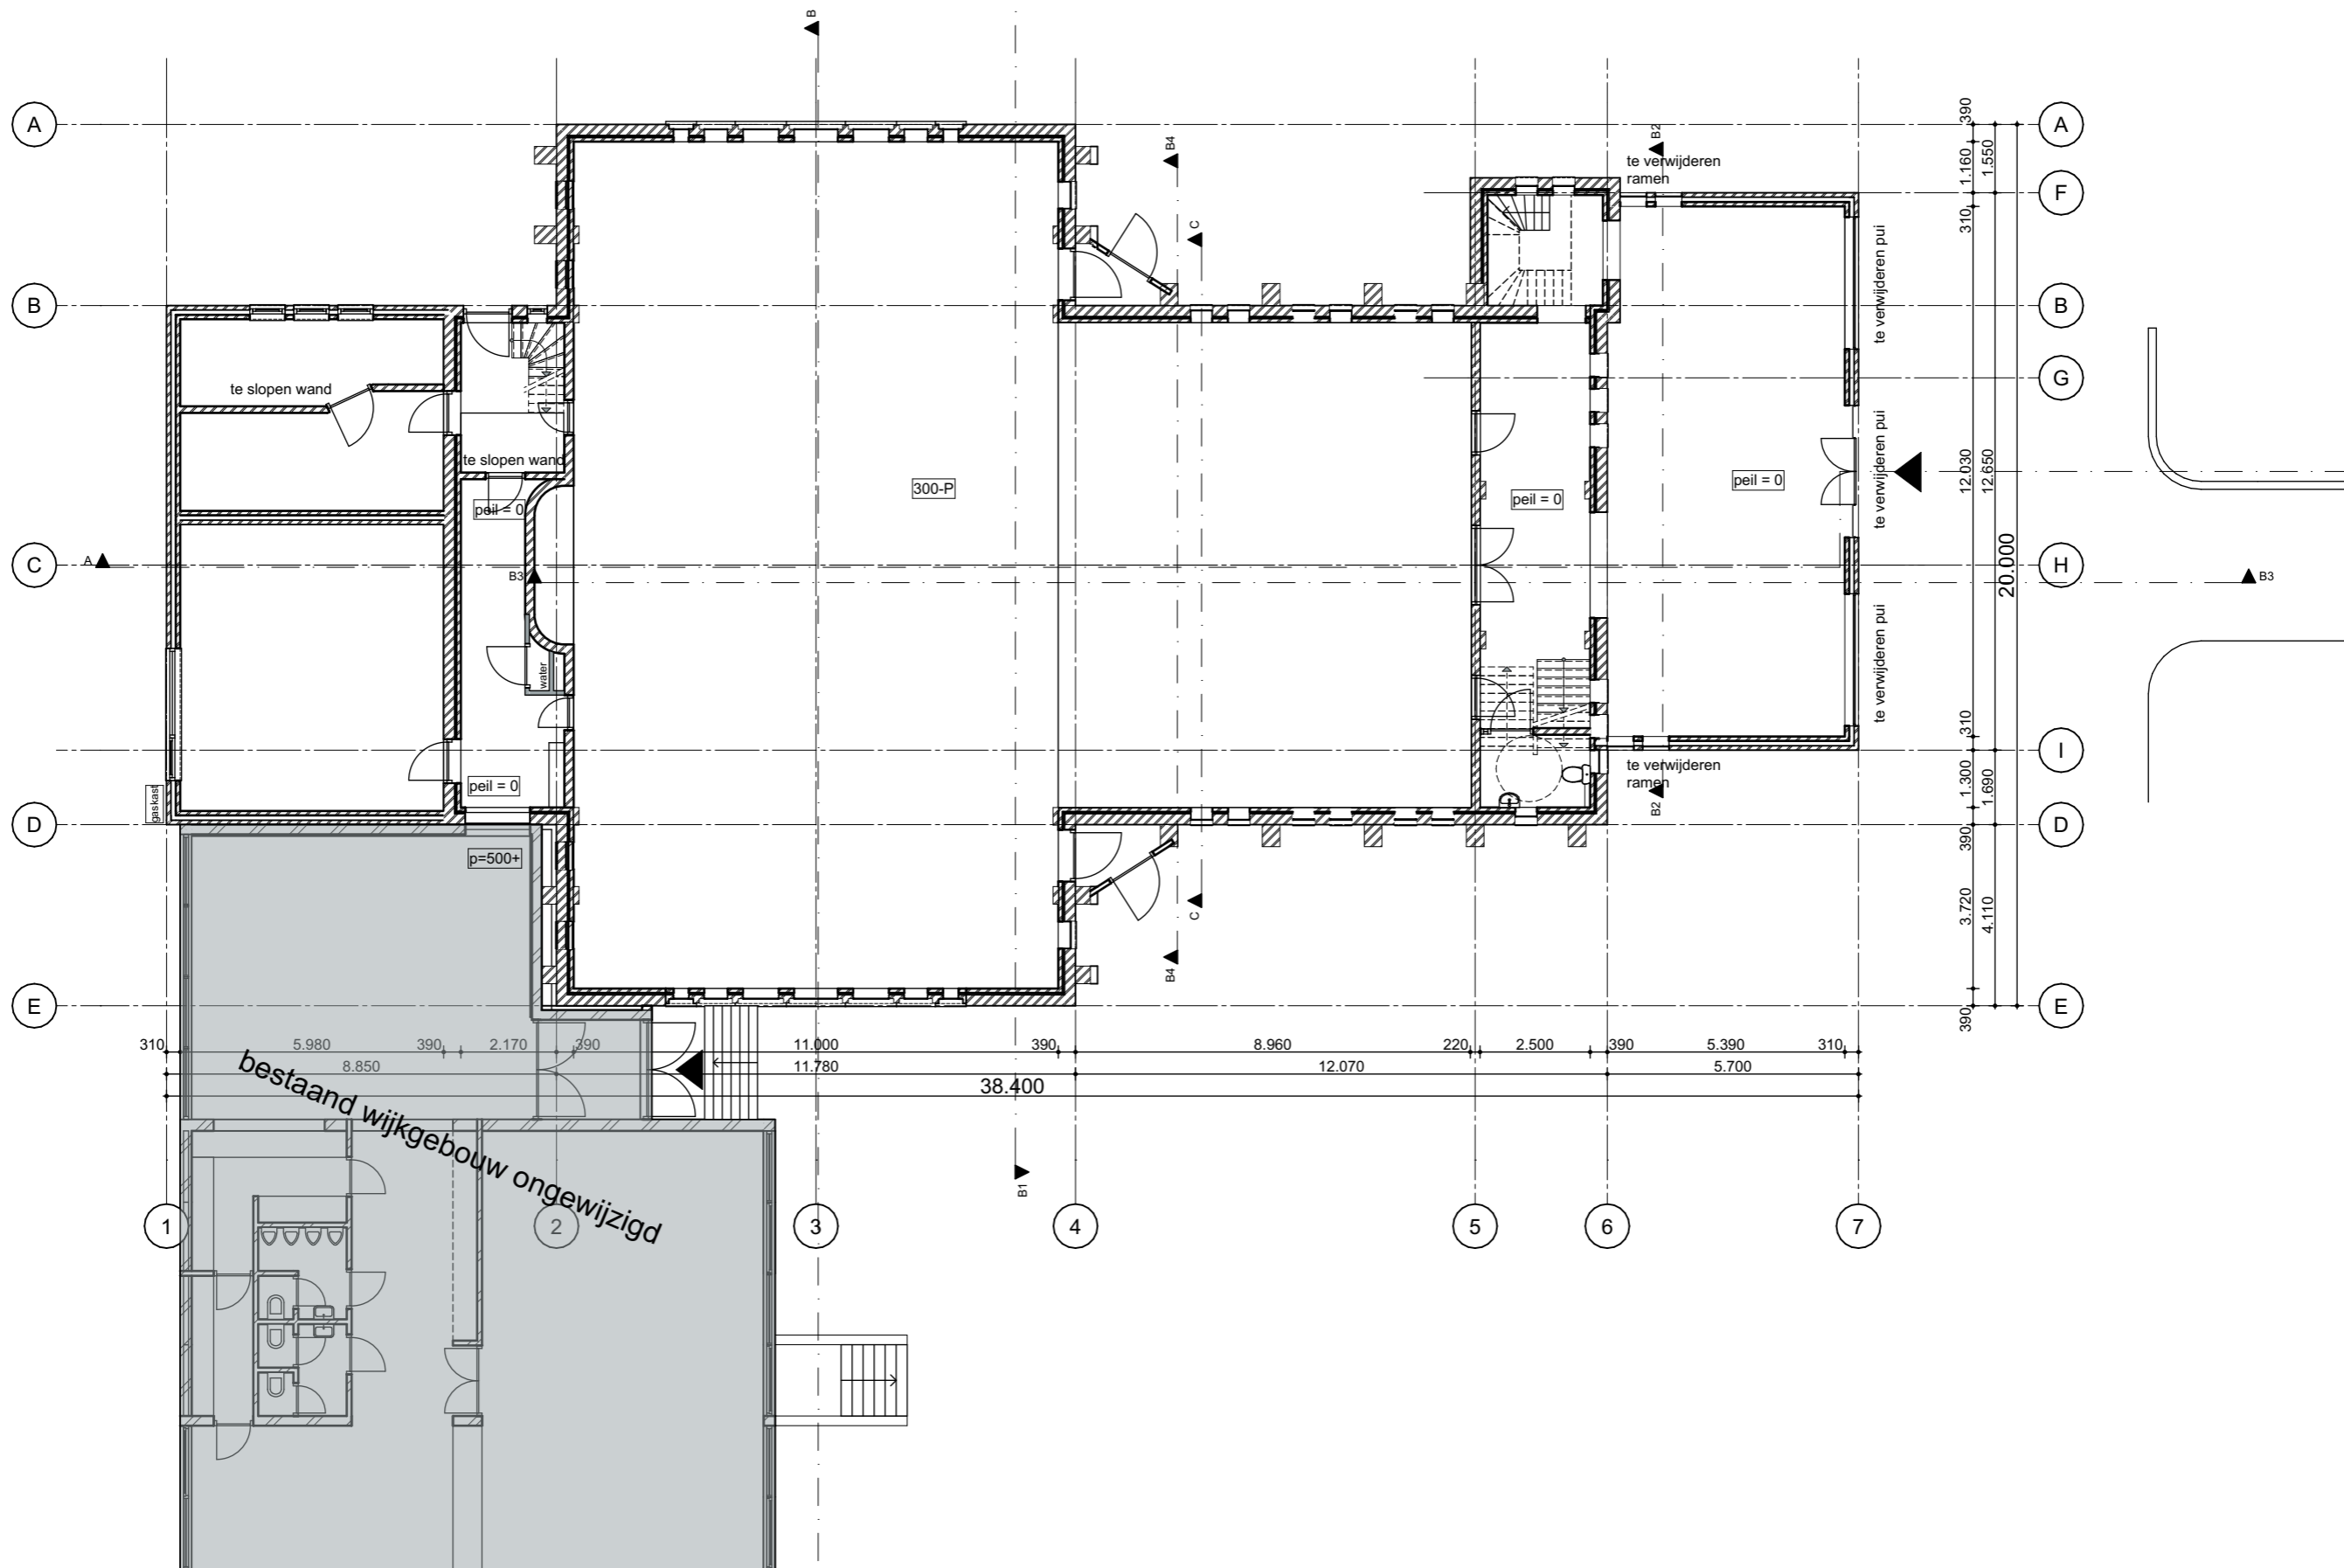 B
A
A
B4
B2
te verwijderen
ramen
390
1.160
1.550
F
310
C
te verwijderen pui
B
B
te slopen wand
G
te slopen wand
300-P
peil = 0
peil = 0
peil = 0
te verwijderen pui
12.030
12.650
C
A
B3
H
20.000
B3
water
te verwijderen pui
310
I
te verwijderen
ramen
peil = 0
gaskast
B2
1.300
1.690
D
D
p=500+
390
3.720
4.110
C
B4
E
E
390
310
5.980
390
2.170
390
11.000
390
8.960
220
2.500
390
5.390
310
8.850
11.780
12.070
5.700
38.400
bestaand wijkgebouw ongewijzigd
B1
1
2
3
4
5
6
7